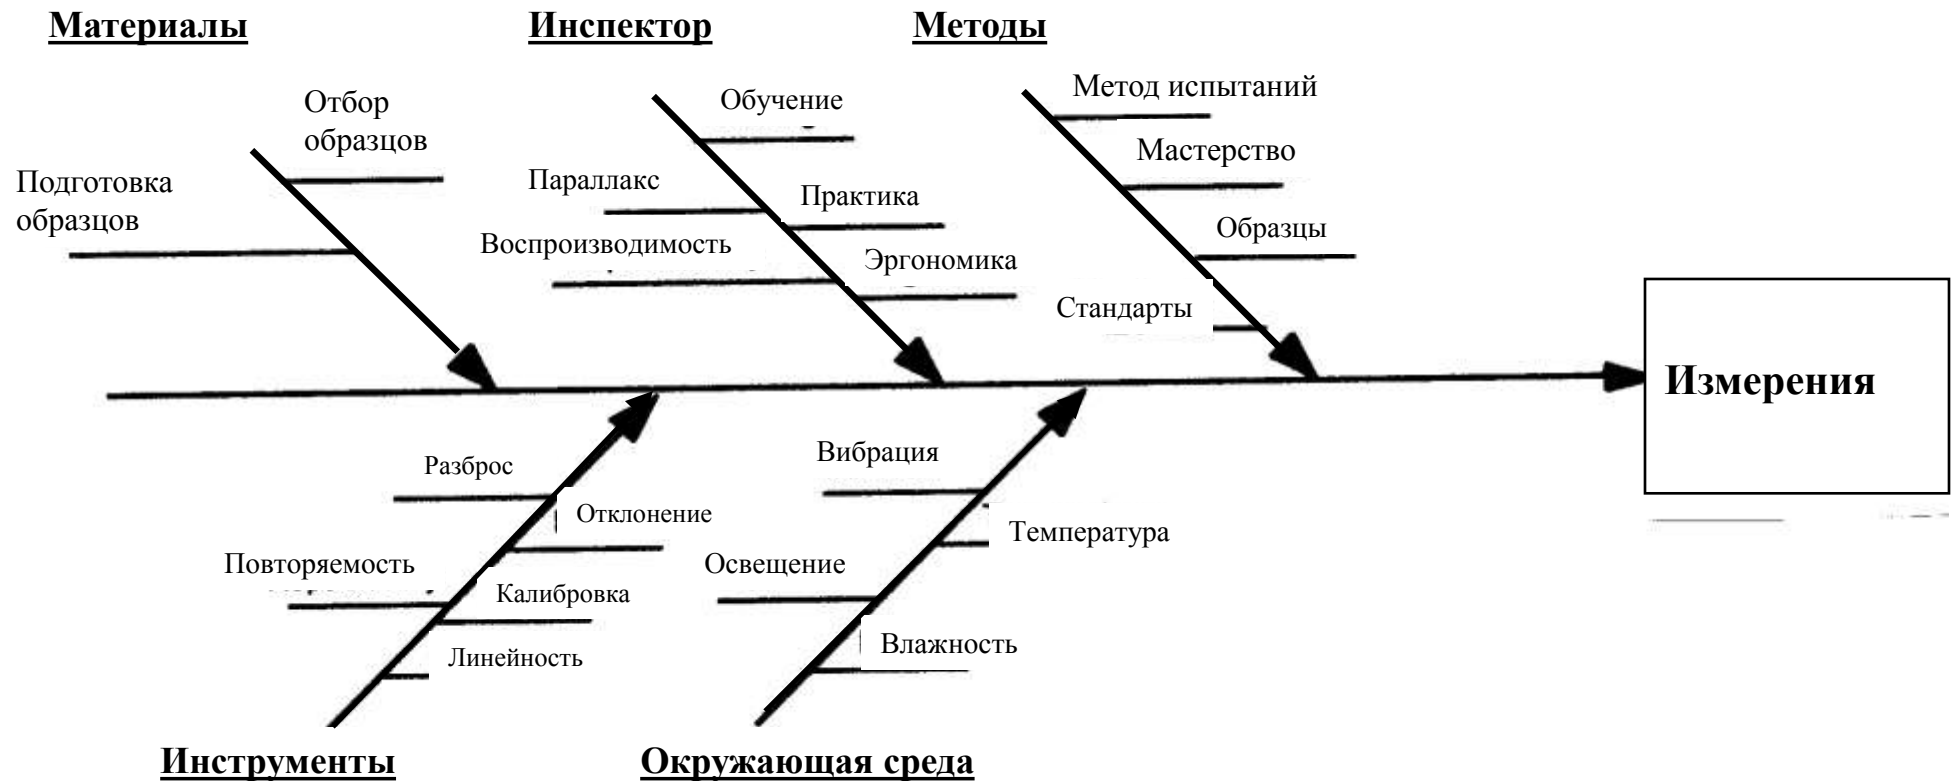 Материалы
Инспектор
Методы
Отбор
образцов
Подготовка
образцов
Обучение
Параллакс
Практика
Воспроизводимость
Эргономика
Метод испытаний
Мастерство
Образцы
Стандарты
Измерения
Разброс
Отклонение
Повторяемость
Калибровка
Линейность
Вибрация
Температура
Освещение
Влажность
Инструменты
Окружающая среда